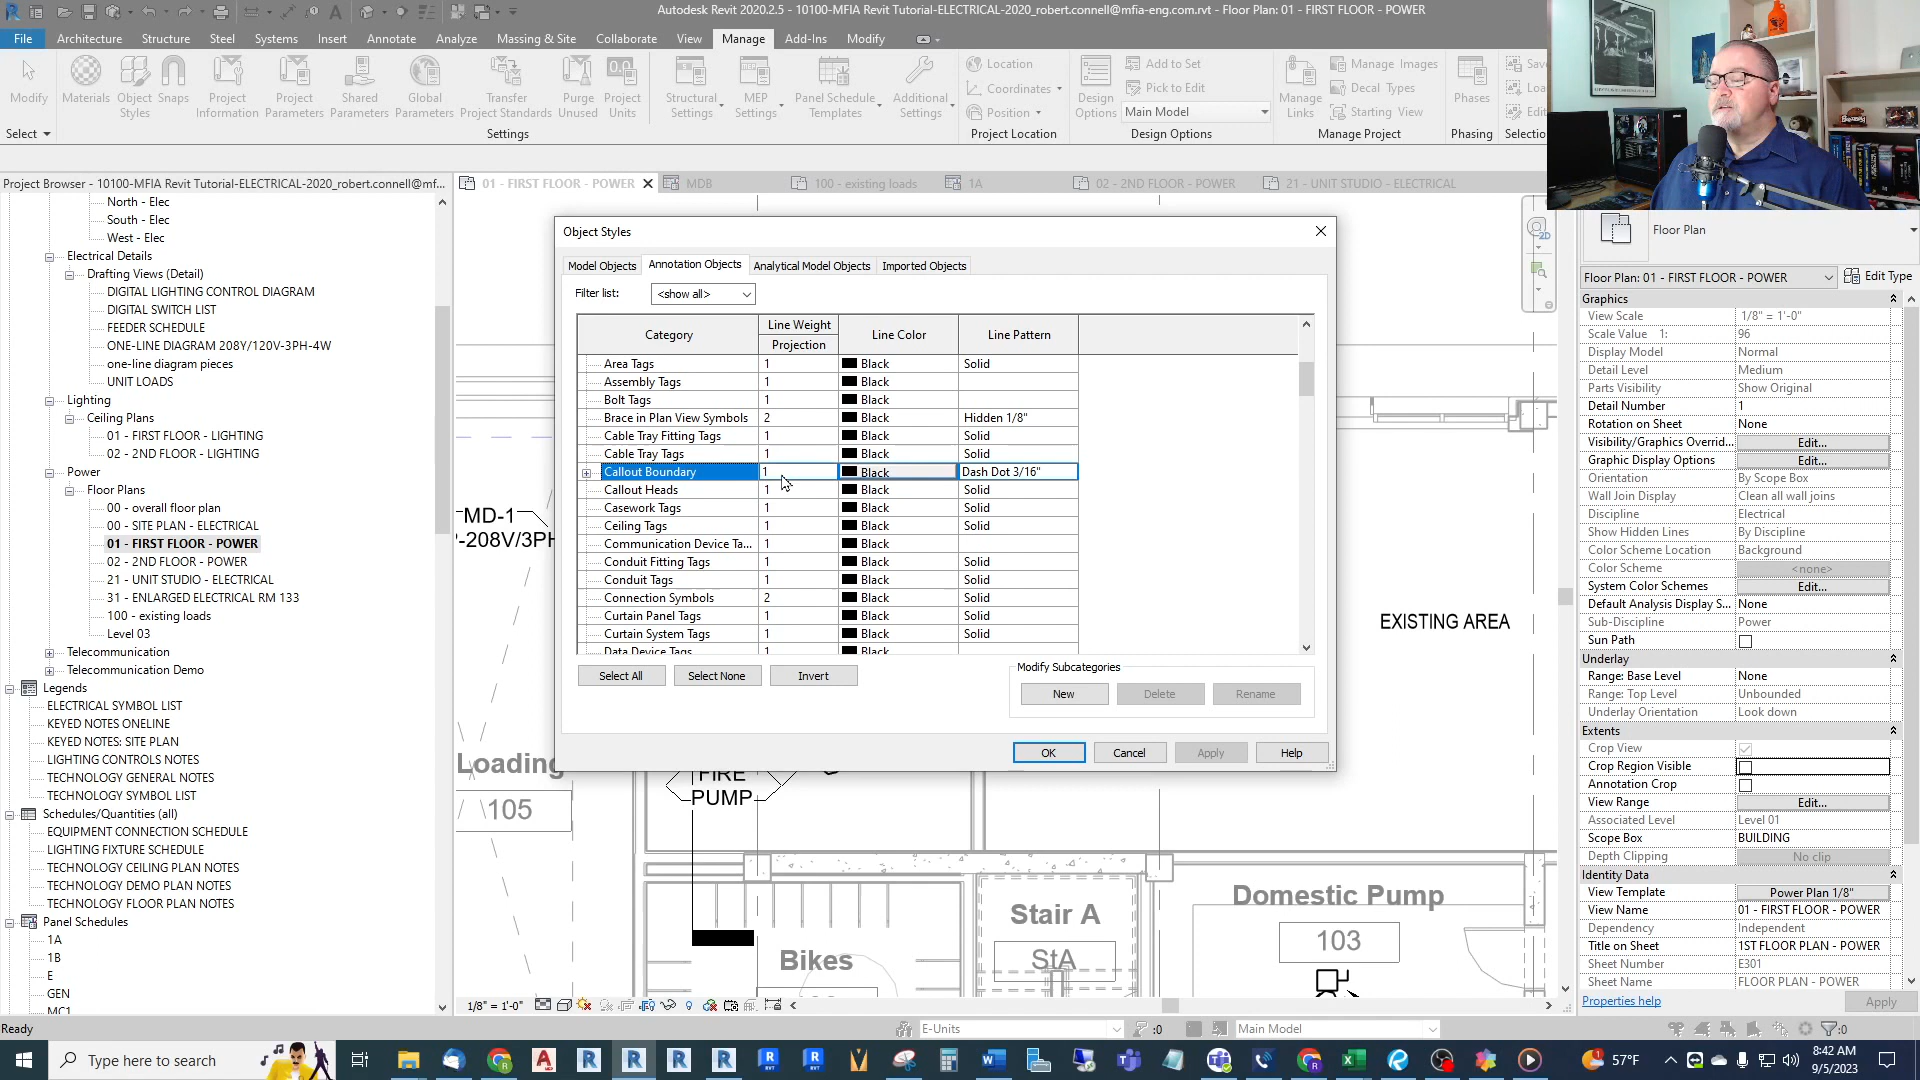 Autodesk Revit 2020.2.5 - 10100-MFIA Revit Tutorial-ELECTRICAL-2020_robert.connell@mfia-eng.com.rvt - Floor Plan: 01 - FIRST FLOOR - POWER
File Architecture Structure Steel Systems Insert Annotate Analyze Massing & Site Collaborate View Manage Add-Ins Modify
Modify Materials Object Styles Snaps Project Information Project Parameters Shared Parameters Global Parameters Transfer Project Standards Purge Unused Project Units Structural Settings MEP Settings Panel Schedule Templates Additional Settings
Location
Coordinates
Position
Design Options
Add to Set
Pick to Edit
Main Model
Manage Links
Manage Images
Decal Types
Starting View
Phases
Select Settings Project Location Design Options Manage Project Phasing Selectio
Project Browser - 10100-MFIA Revit Tutorial-ELECTRICAL-2020_robert.connell@mf...
01 - FIRST FLOOR - POWER MDB 100 - existing loads 1A 02 - 2ND FLOOR - POWER 21 - UNIT STUDIO - ELECTRICAL
North - Elec
South - Elec
West - Elec
Electrical Details
Drafting Views (Detail)
DIGITAL LIGHTING CONTROL DIAGRAM
DIGITAL SWITCH LIST
FEEDER SCHEDULE
ONE-LINE DIAGRAM 208Y/120V-3PH-4W
one-line diagram pieces
UNIT LOADS
Lighting
Ceiling Plans
01 - FIRST FLOOR - LIGHTING
02 - 2ND FLOOR - LIGHTING
Power
Floor Plans
00 - overall floor plan
00 - SITE PLAN - ELECTRICAL
01 - FIRST FLOOR - POWER
02 - 2ND FLOOR - POWER
21 - UNIT STUDIO - ELECTRICAL
31 - ENLARGED ELECTRICAL RM 133
100 - existing loads
Level 03
Telecommunication
Telecommunication Demo
Legends
ELECTRICAL SYMBOL LIST
KEYED NOTES ONELINE
KEYED NOTES: SITE PLAN
LIGHTING CONTROLS NOTES
TECHNOLOGY GENERAL NOTES
TECHNOLOGY SYMBOL LIST
Schedules/Quantities (all)
EQUIPMENT CONNECTION SCHEDULE
LIGHTING FIXTURE SCHEDULE
TECHNOLOGY CEILING PLAN NOTES
TECHNOLOGY DEMO PLAN NOTES
TECHNOLOGY FLOOR PLAN NOTES
Panel Schedules
1A
1B
E
GEN
MC1
Object Styles
Model Objects Annotation Objects Analytical Model Objects Imported Objects
Filter list: <show all>
Category Line Weight Projection Line Color Line Pattern
Area Tags 1 Black Solid
Assembly Tags 1 Black
Bolt Tags 1 Black
Brace in Plan View Symbols 2 Black Hidden 1/8"
Cable Tray Fitting Tags 1 Black Solid
Cable Tray Tags 1 Black Solid
Callout Boundary 1 Black Dash Dot 3/16"
Callout Heads 1 Black Solid
Casework Tags 1 Black Solid
Ceiling Tags 1 Black Solid
Communication Device Ta... 1 Black
Conduit Fitting Tags 1 Black Solid
Conduit Tags 1 Black Solid
Connection Symbols 2 Black Solid
Curtain Panel Tags 1 Black Solid
Curtain System Tags 1 Black Solid
Data Device Tags 1 Black
Select All Select None Invert
Modify Subcategories
New Delete Rename
OK Cancel Apply Help
MD-1
-208V/3PH
EXISTING AREA
Loading
105
FIRE
PUMP
Bikes
Stair A
StA
Domestic Pump
103
Floor Plan
Floor Plan: 01 - FIRST FLOOR - POWER Edit Type
Graphics
View Scale 1/8" = 1'-0"
Scale Value 1: 96
Display Model Normal
Detail Level Medium
Parts Visibility Show Original
Detail Number 1
Rotation on Sheet None
Visibility/Graphics Overrid... Edit...
Graphic Display Options Edit...
Orientation By Scope Box
Wall Join Display Clean all wall joins
Discipline Electrical
Show Hidden Lines By Discipline
Color Scheme Location Background
Color Scheme <none>
System Color Schemes Edit...
Default Analysis Display S... None
Sub-Discipline Power
Sun Path
Underlay
Range: Base Level None
Range: Top Level Unbounded
Underlay Orientation Look down
Extents
Crop View
Crop Region Visible
Annotation Crop
View Range Edit...
Associated Level Level 01
Scope Box BUILDING
Depth Clipping No clip
Identity Data
View Template Power Plan 1/8"
View Name 01 - FIRST FLOOR - POWER
Dependency Independent
Title on Sheet 1ST FLOOR PLAN - POWER
Sheet Number E301
Sheet Name FLOOR PLAN - POWER
Properties help Apply
1/8" = 1'-0"
Ready E-Units :0 Main Model :0
Type here to search
57°F
8:42 AM
9/5/2023